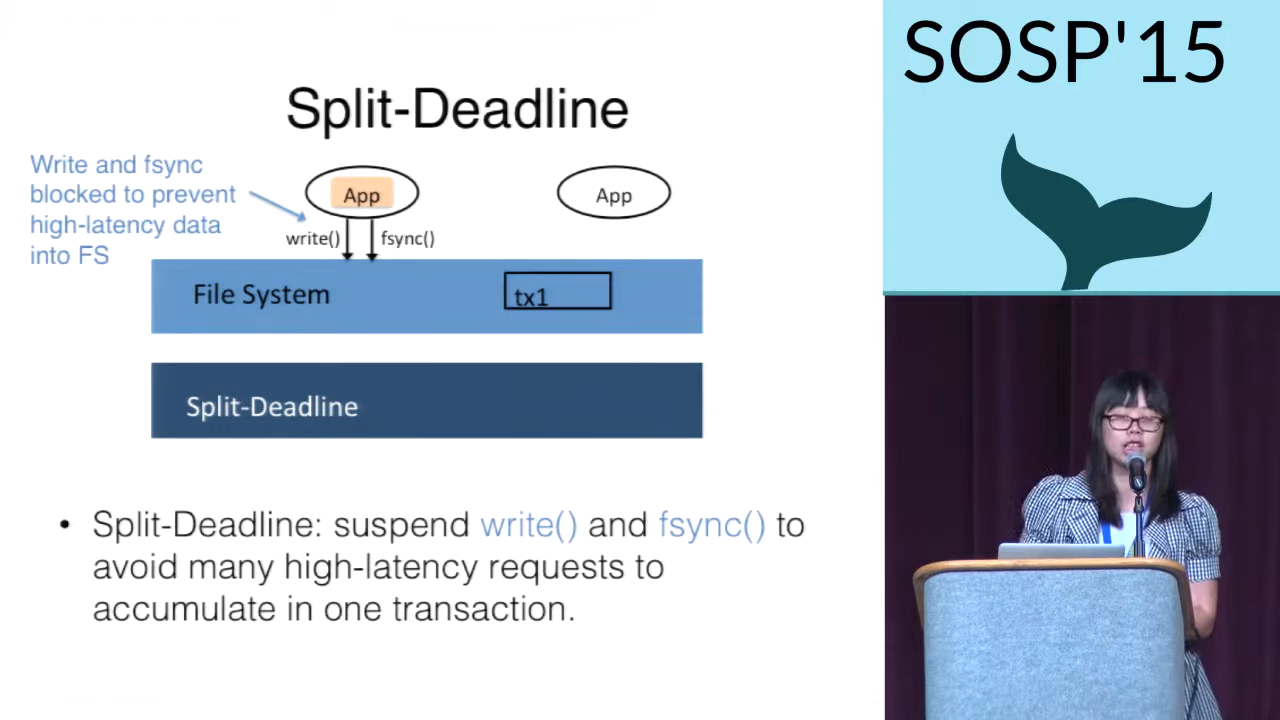 Split-Deadline
Write and fsync
blocked to prevent
high-latency data
into FS
App
App
write()
fsync()
File System
tx1
Split-Deadline
• Split-Deadline: suspend write() and fsync() to
avoid many high-latency requests to
accumulate in one transaction.
SOSP'15